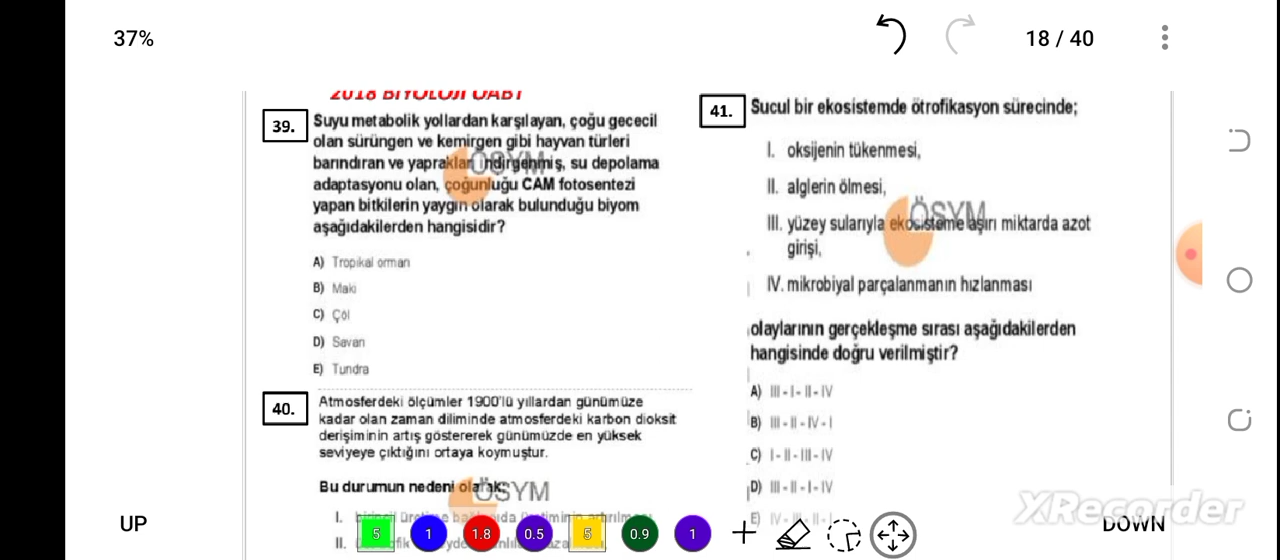 37%
18 / 40
2018 BİYOLOJİ ÖABT
39.
Suyu metabolik yollardan karşılayan, çoğu gececil
olan sürüngen ve kemirgen gibi hayvan türleri
barındıran ve yaprakları indirgenmiş, su depolama
adaptasyonu olan, çoğunluğu CAM fotosentezi
yapan bitkilerin yaygın olarak bulunduğu biyom
aşağıdakilerden hangisidir?
ÖSYM
A) Tropikal orman
B) Maki
C) Çöl
D) Savan
E) Tundra
40.
Atmosferdeki ölçümler 1900'lü yıllardan günümüze
kadar olan zaman diliminde atmosferdeki karbon dioksit
derişiminin artış göstererek günümüzde en yüksek
seviyeye çıktığını ortaya koymuştur.
Bu durumun nedeni olarak;
ÖSYM
I.
II.
41.
Sucul bir ekosistemde ötrofikasyon sürecinde;
I. oksijenin tükenmesi,
II. alglerin ölmesi,
III. yüzey sularıyla ekosisteme aşırı miktarda azot
girişi,
ÖSYM
IV. mikrobiyal parçalanmanın hızlanması
olaylarının gerçekleşme sırası aşağıdakilerden
hangisinde doğru verilmiştir?
A) III - I - II - IV
B) III - II - IV - I
C) I - II - III - IV
D) III - II - I - IV
E) IV - III - II - I
UP
5
1
1.8
0.5
5
0.9
1
DOWN
XRecorder